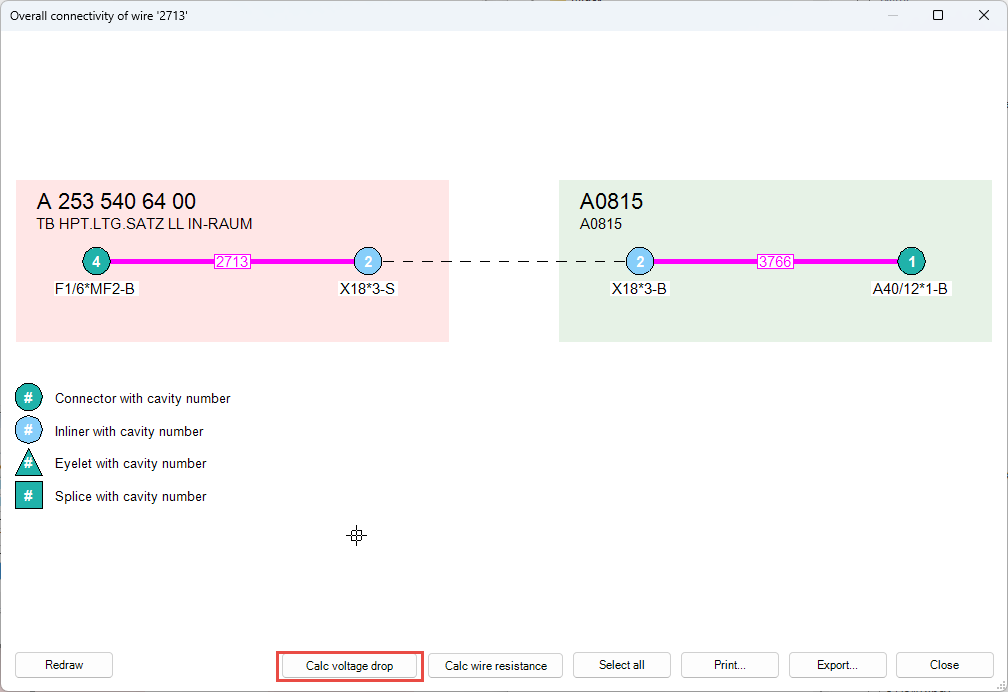 Overall connectivity of wire '2713'
A 253 540 64 00
TB HPT.LTG.SATZ LL IN-RAUM
4 2713 2
F1/6*MF2-B X18*3-S
A0815
A0815
2 3766 1
X18*3-B A40/12*1-B
# Connector with cavity number
# Inliner with cavity number
# Eyelet with cavity number
# Splice with cavity number
Redraw Calc voltage drop Calc wire resistance Select all Print... Export... Close